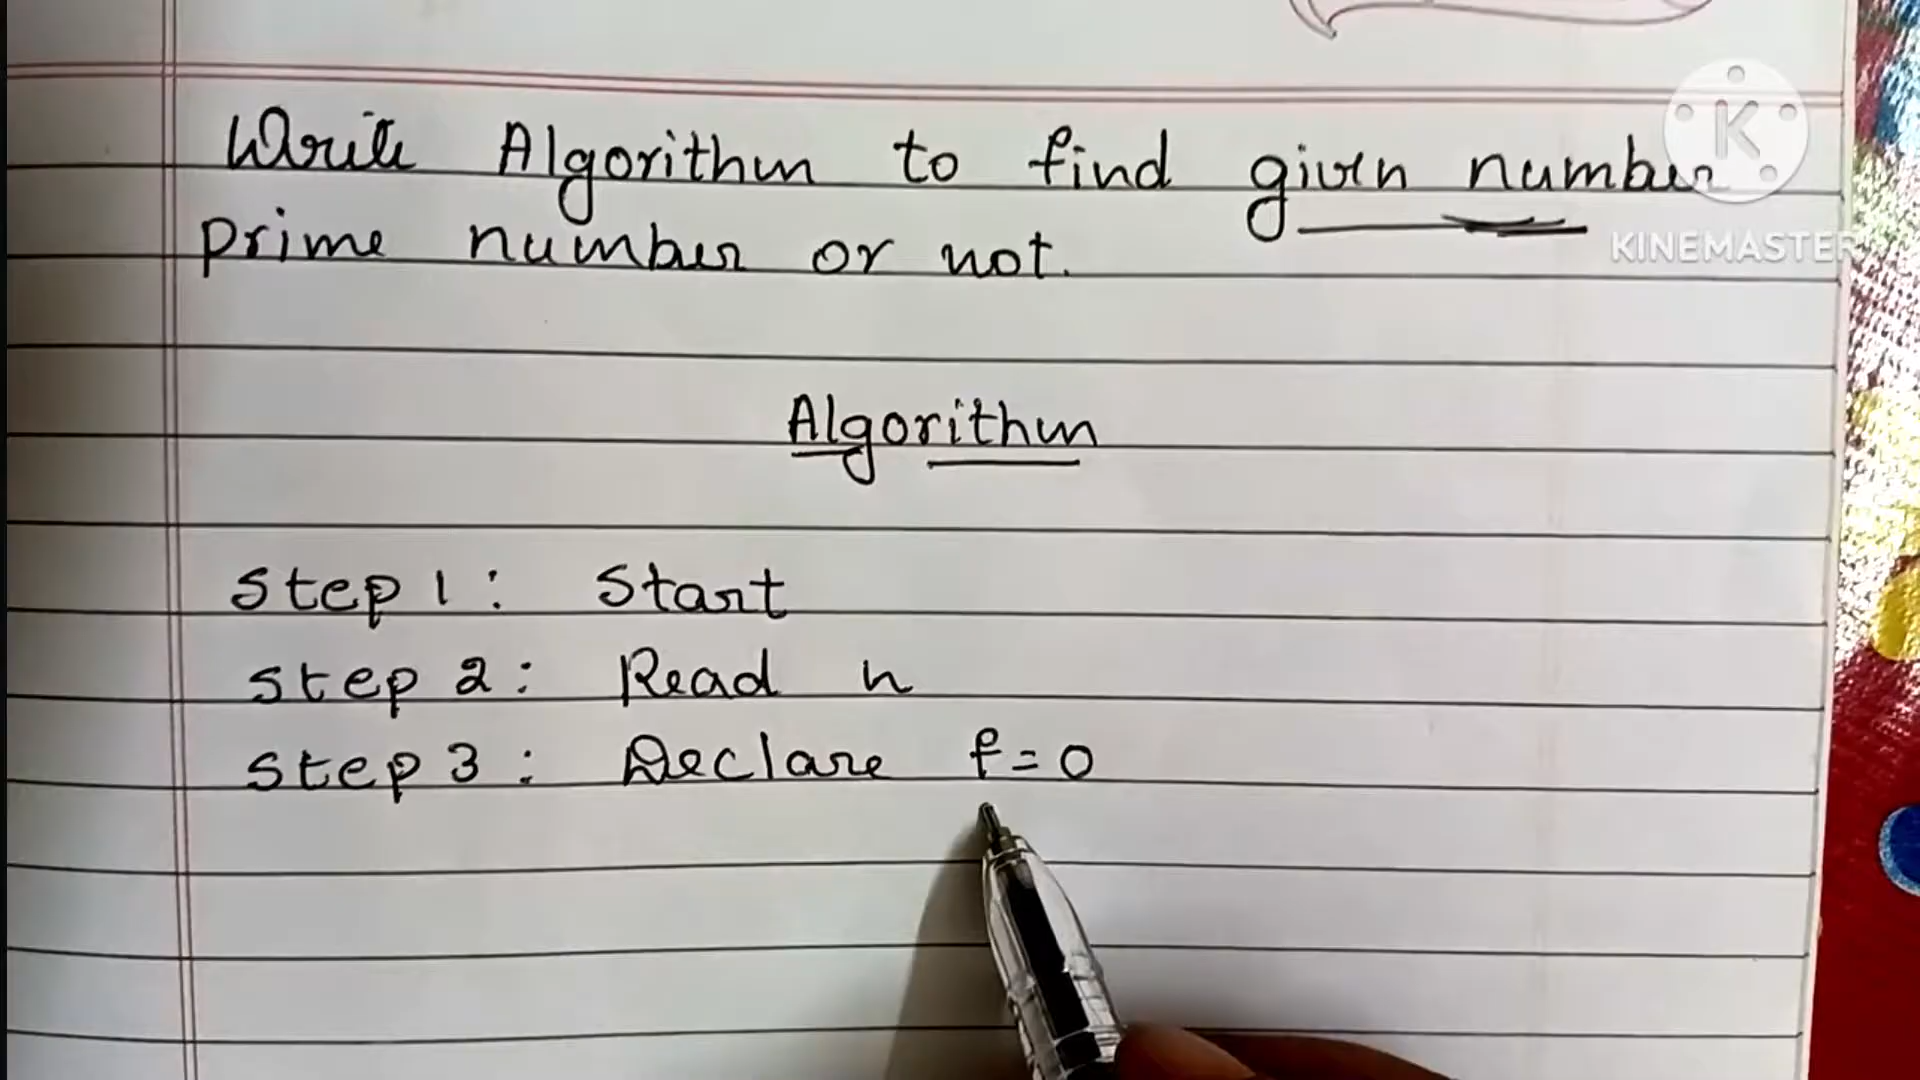 Write Algorithm to find given number
prime number or not.
Algorithm
Step 1: Start
Step 2: Read n
Step 3: Declare f=0
K
KINEMASTER